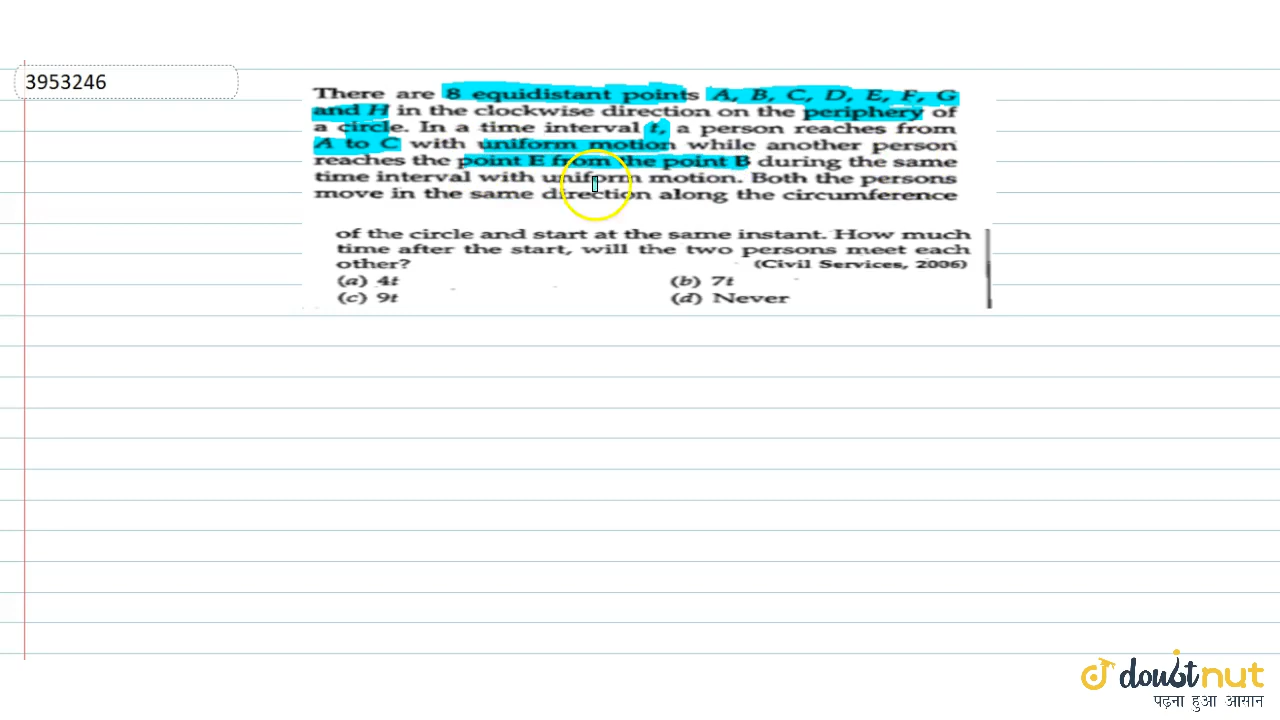 3953246
There are 8 equidistant points A, B, C, D, E, F, G
and H in the clockwise direction on the periphery of
a circle. In a time interval t, a person reaches from
A to C with uniform motion while another person
reaches the point E from the point B during the same
time interval with uniform motion. Both the persons
move in the same direction along the circumference
of the circle and start at the same instant. How much
time after the start, will the two persons meet each
other? (Civil Services, 2006)
(a) 4t (b) 7t
(c) 9t (d) Never
doubtnut
पढ़ना हुआ आसान